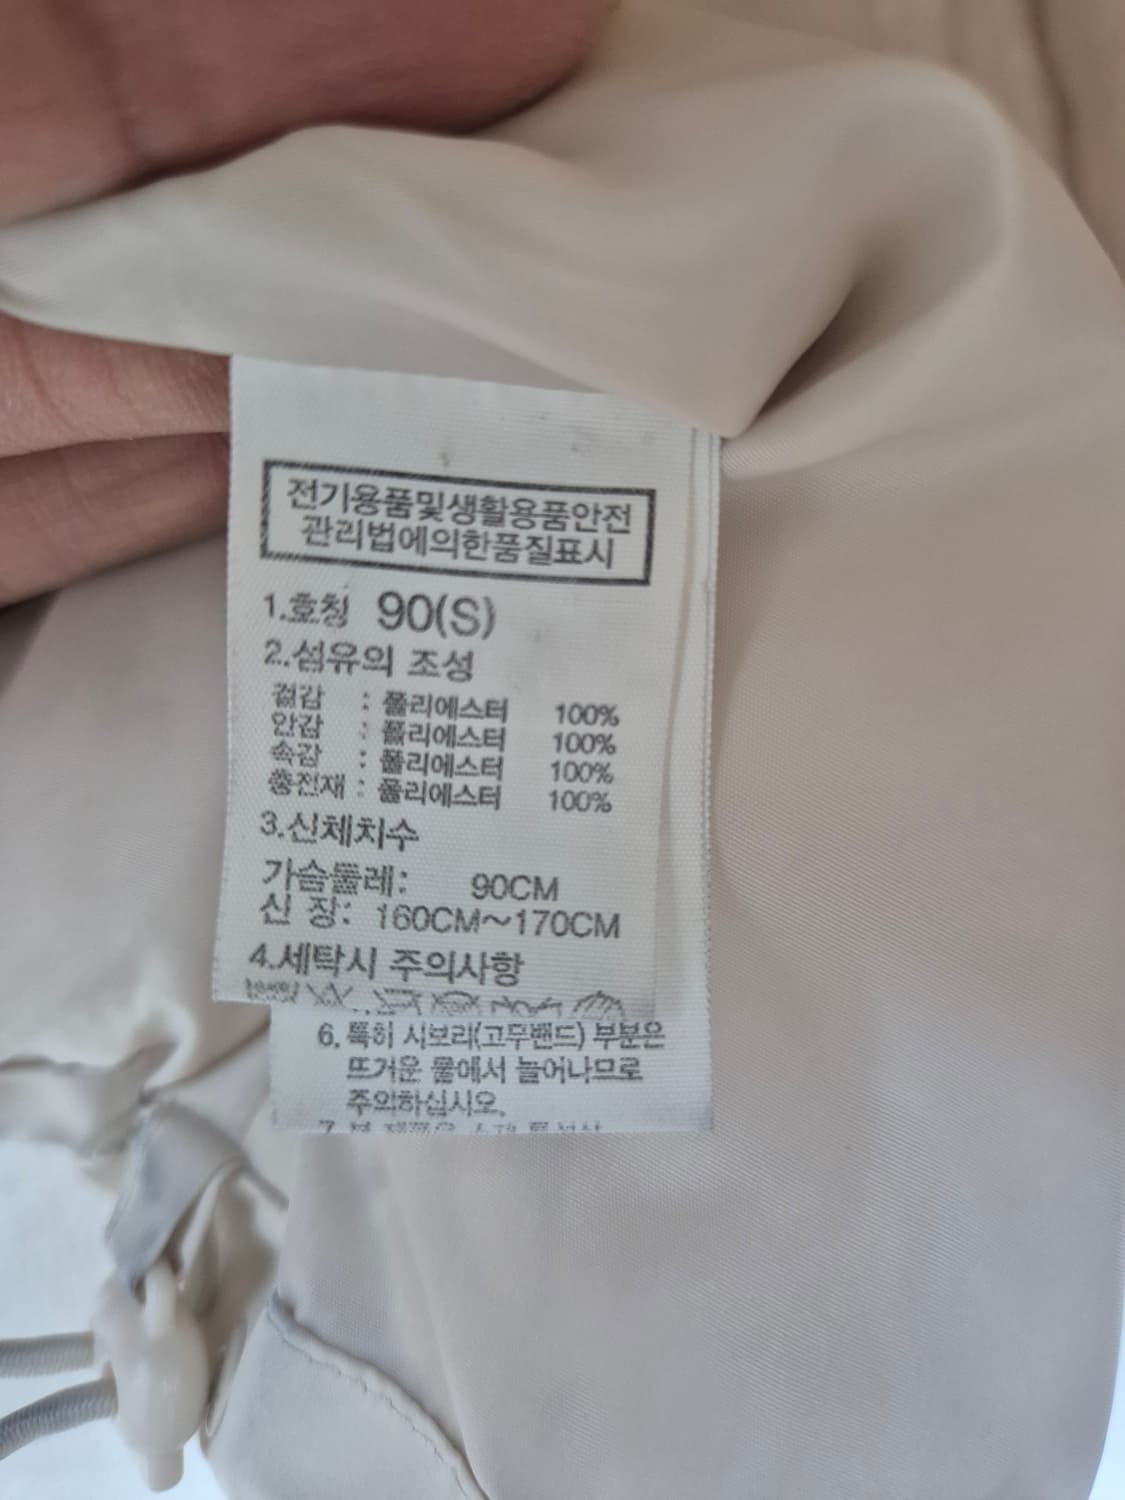 전기용품및생활용품안전
관리법에의한품질표시
1.호칭 90(S)
2.섬유의 조성
겉감 : 폴리에스터 100%
안감 : 폴리에스터 100%
속감 : 폴리에스터 100%
충전재 : 폴리에스터 100%
3.신체치수
가슴둘레: 90CM
신 장: 160CM~170CM
4.세탁시 주의사항
6. 특히 시보리(고무밴드) 부분은
뜨거운 물에서 늘어나므로
주의하십시오.
7.